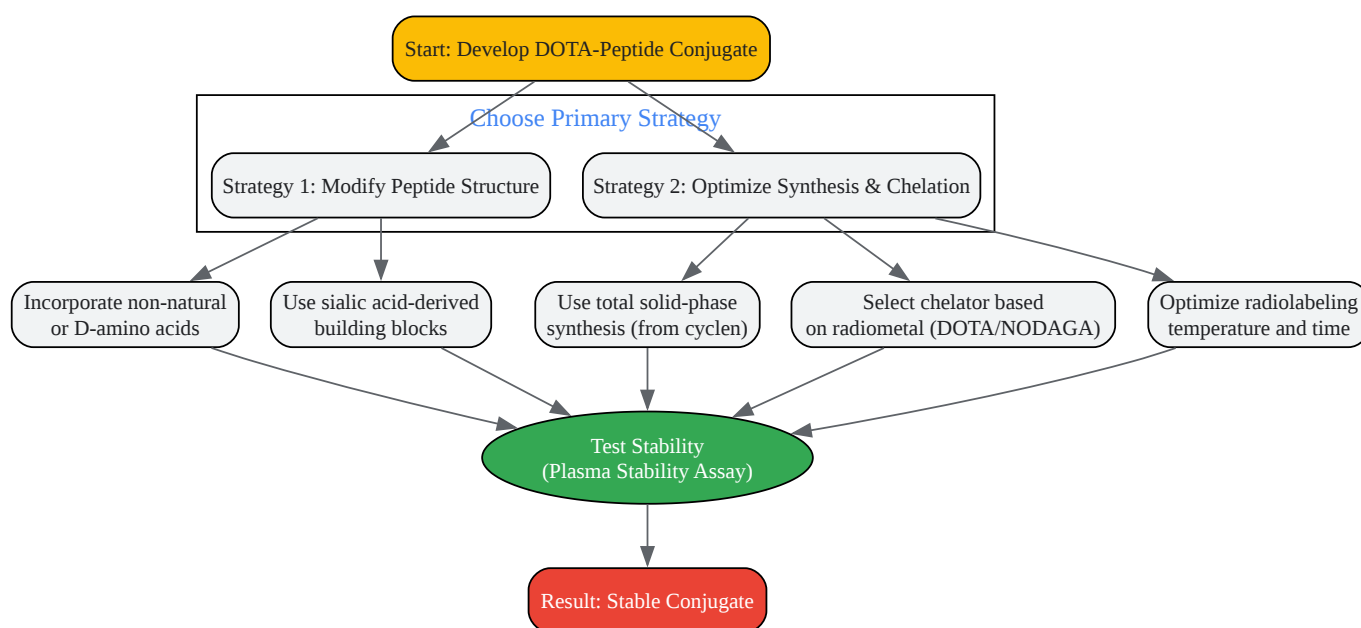 Start: Develop DOTA-Peptide Conjugate
Choose Primary Strategy
Strategy 1: Modify Peptide Structure
Strategy 2: Optimize Synthesis & Chelation
Incorporate non-natural
or D-amino acids
Use sialic acid-derived
building blocks
Use total solid-phase
synthesis (from cyclen)
Select chelator based
on radiometal (DOTA/NODAGA)
Optimize radiolabeling
temperature and time
Test Stability
(Plasma Stability Assay)
Result: Stable Conjugate